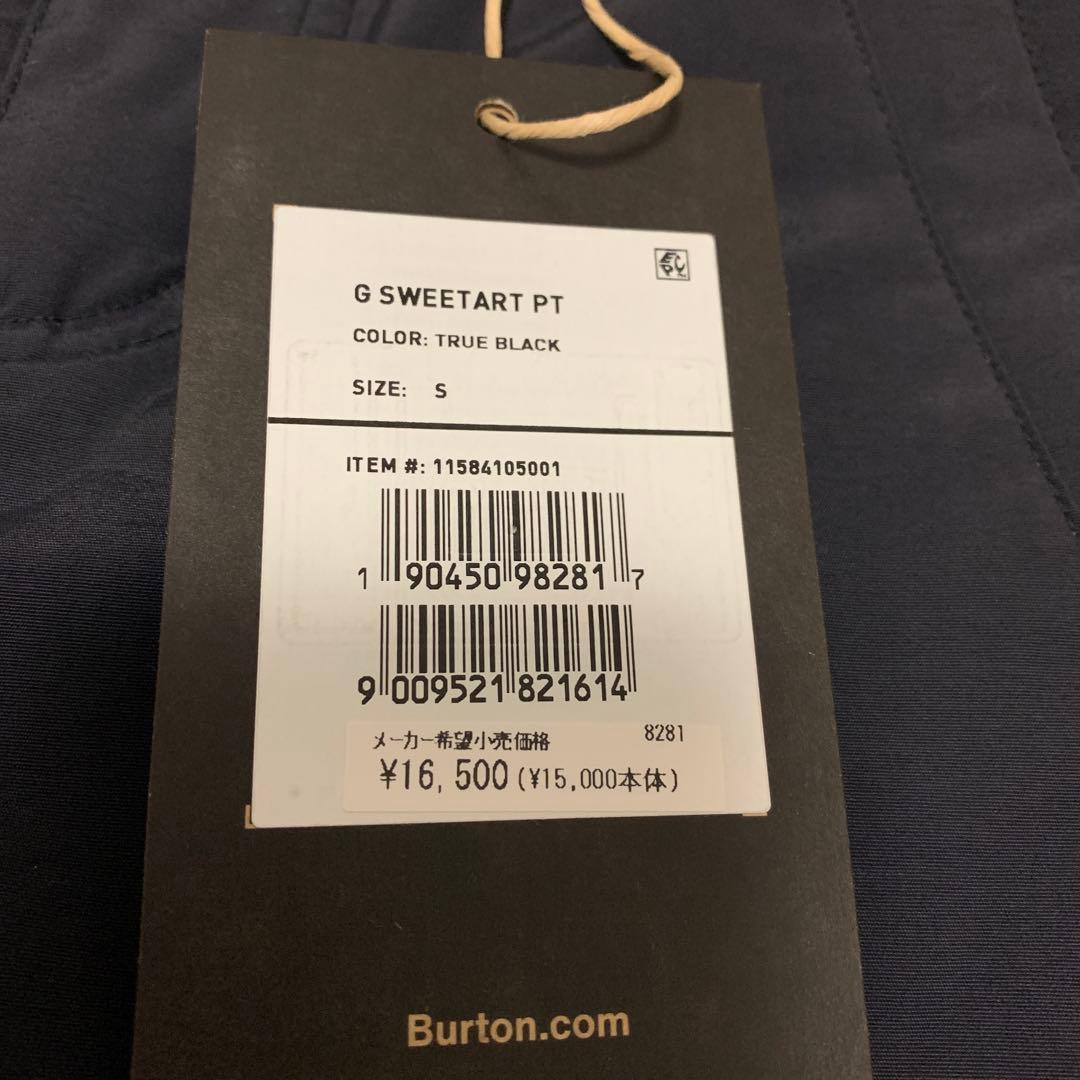 G SWEETART PT
COLOR: TRUE BLACK
SIZE: S
ITEM #: 11584105001
1 90450 98281 7
9 009521 821614
メーカー希望小売価格 8281
¥16,500 (¥15,000本体)
Burton.com